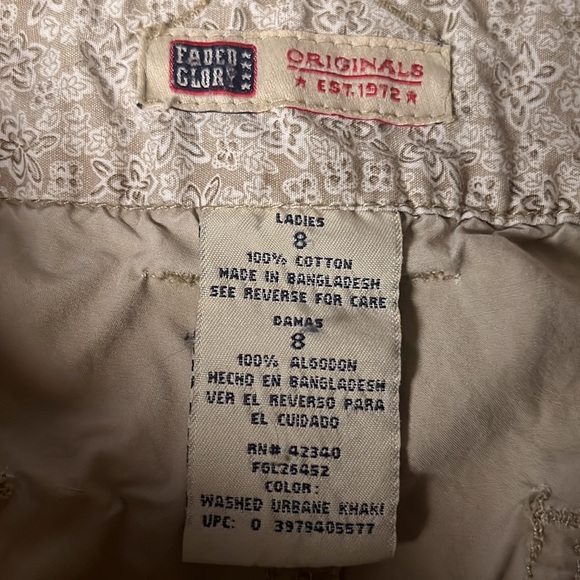 FADED
GLORY
ORIGINALS
EST. 1972
LADIES
8
100% COTTON
MADE IN BANGLADESH
SEE REVERSE FOR CARE
DAMAS
8
100% ALGODON
HECHO EN BANGLADESH
VER EL REVERSO PARA
EL CUIDADO
RN# 42340
FGL26452
COLOR:
WASHED URBANE KHAKI
UPC: 0 3979405577